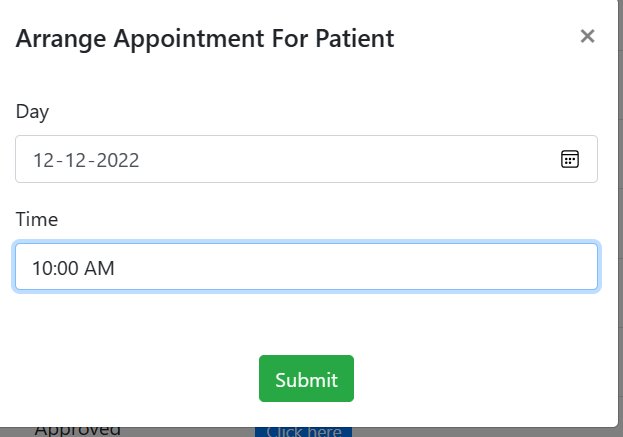 Arrange Appointment For Patient ×
Day
12-12-2022
Time
10:00 AM
Submit
Approved Click here